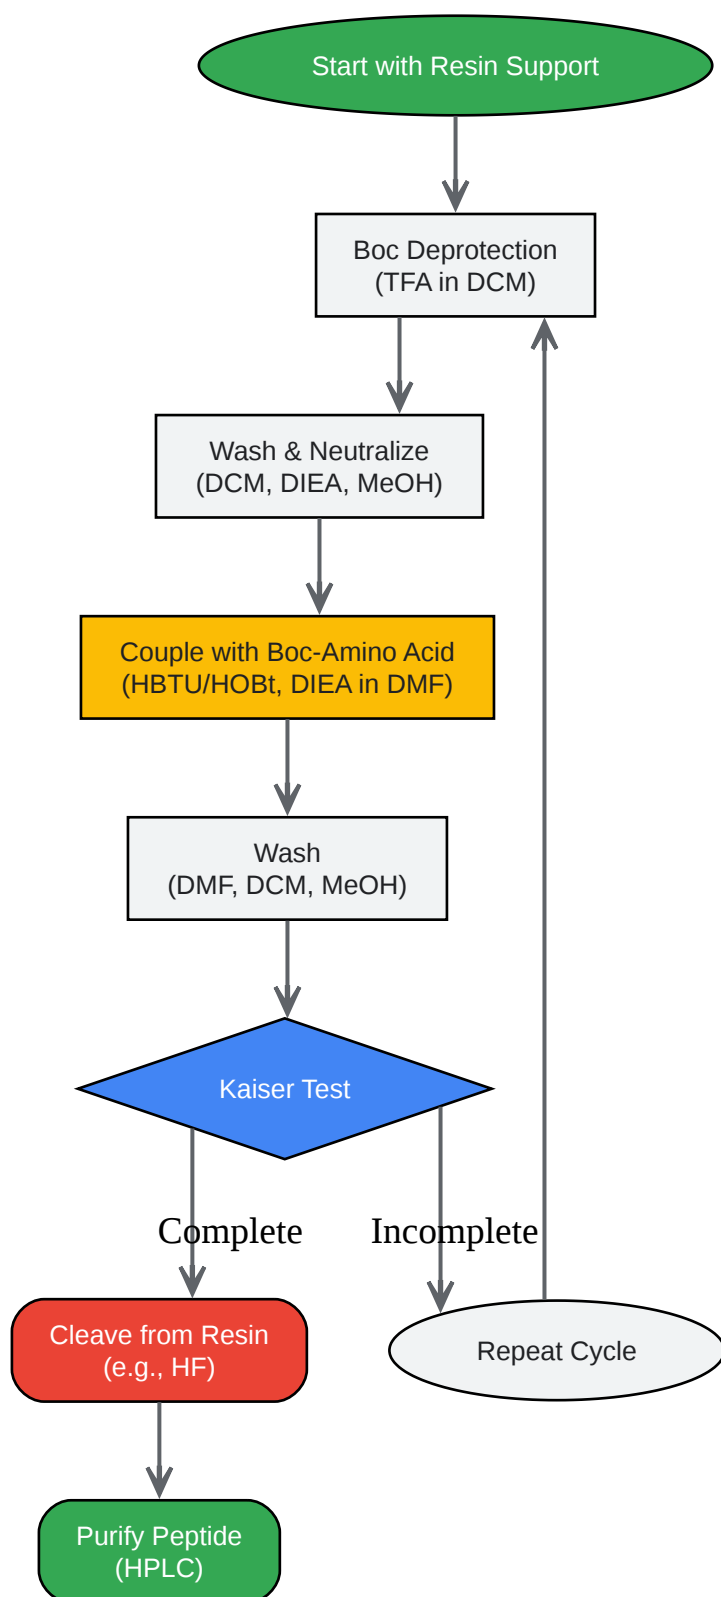 Start with Resin Support
Boc Deprotection
(TFA in DCM)
Wash & Neutralize
(DCM, DIEA, MeOH)
Couple with Boc-Amino Acid
(HBTU/HOBt, DIEA in DMF)
Wash
(DMF, DCM, MeOH)
Kaiser Test
Complete
Incomplete
Cleave from Resin
(e.g., HF)
Repeat Cycle
Purify Peptide
(HPLC)